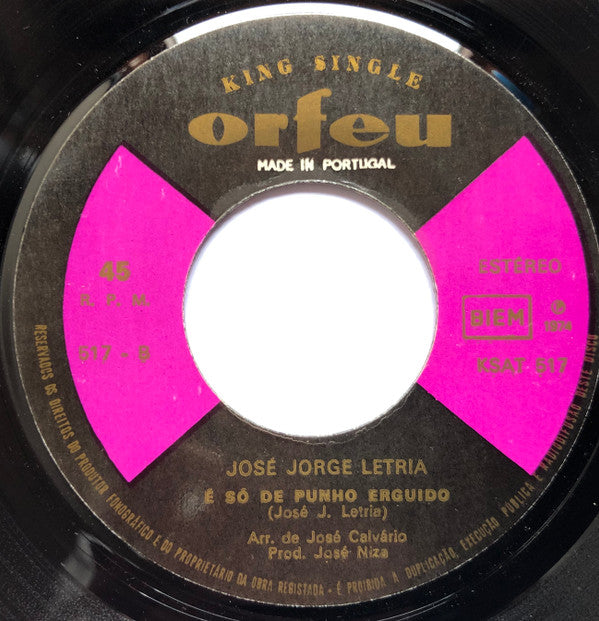 KING SINGLE
orfeu
MADE IN PORTUGAL
45
R. P. M.
517 - B
ESTÉREO
BIEM
℗ 1974
KSAT 517
JOSÉ JORGE LETRIA
É SÓ DE PUNHO ERGUIDO
(José J. Letria)
Arr. de José Calvário
Prod. José Niza
RESERVADOS OS DIREITOS DO PRODUTOR FONOGRÁFICO E DO PROPRIETÁRIO DA OBRA REGISTADA - É PROIBIDA A DUPLICAÇÃO, EXECUÇÃO PÚBLICA E RADIODIFUSÃO DESTE DISCO